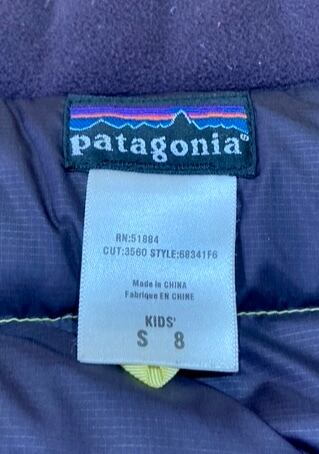 patagonia®
RN:51884
CUT:3560 STYLE:68341F6
Made in CHINA
Fabriqué EN CHINE
KIDS'
S 8